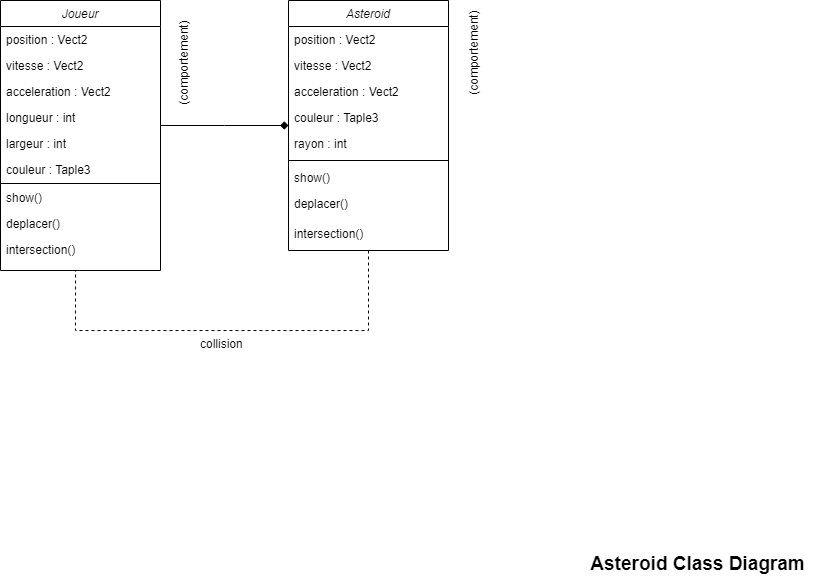 Joueur
position : Vect2
vitesse : Vect2
acceleration : Vect2
longueur : int
largeur : int
couleur : Taple3
show()
deplacer()
intersection()
(comportement)
Asteroid
position : Vect2
vitesse : Vect2
acceleration : Vect2
couleur : Taple3
rayon : int
show()
deplacer()
intersection()
(comportement)
collision
Asteroid Class Diagram